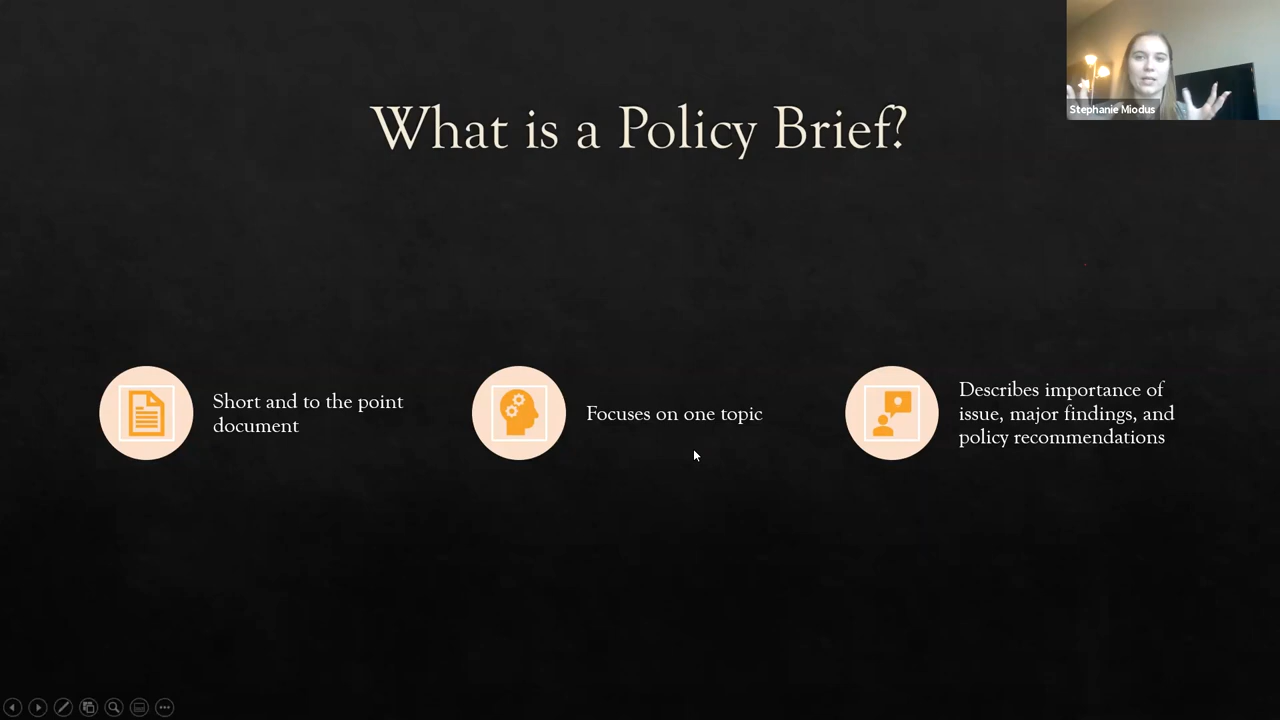 Stephanie Miodus
What is a Policy Brief?
Short and to the point
document
Focuses on one topic
Describes importance of
issue, major findings, and
policy recommendations